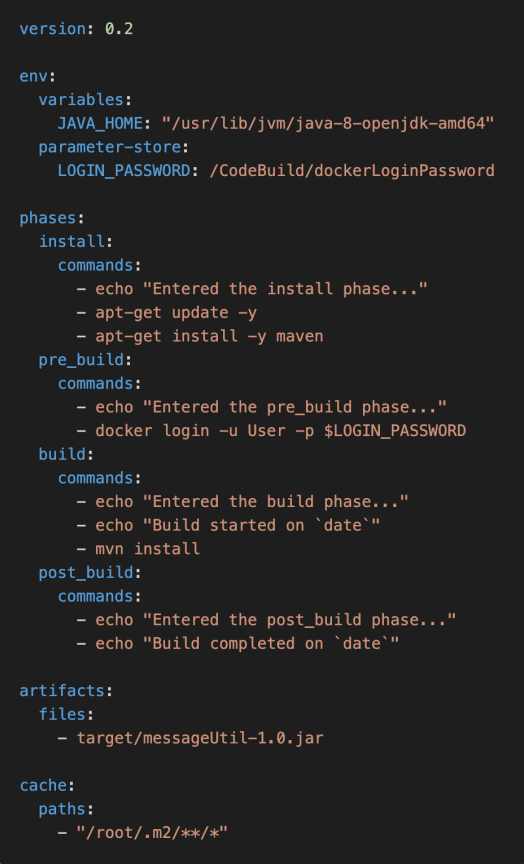 version: 0.2

env:
  variables:
    JAVA_HOME: "/usr/lib/jvm/java-8-openjdk-amd64"
  parameter-store:
    LOGIN_PASSWORD: /CodeBuild/dockerLoginPassword

phases:
  install:
    commands:
      - echo "Entered the install phase..."
      - apt-get update -y
      - apt-get install -y maven
  pre_build:
    commands:
      - echo "Entered the pre_build phase..."
      - docker login -u User -p $LOGIN_PASSWORD
  build:
    commands:
      - echo "Entered the build phase..."
      - echo "Build started on `date`"
      - mvn install
  post_build:
    commands:
      - echo "Entered the post_build phase..."
      - echo "Build completed on `date`"

artifacts:
  files:
    - target/messageUtil-1.0.jar

cache:
  paths:
    - "/root/.m2/**/*"